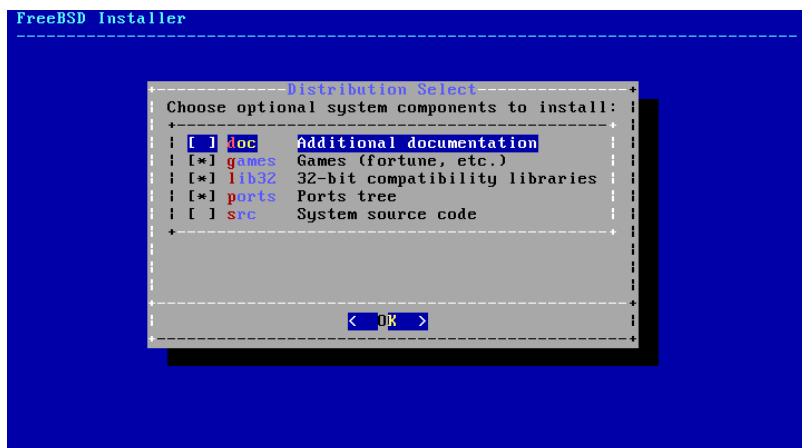 FreeBSD Installer
Distribution Select
Choose optional system components to install:
[ ] doc Additional documentation
[*] games Games (fortune, etc.)
[*] lib32 32-bit compatibility libraries
[*] ports Ports tree
[ ] src System source code
< OK >